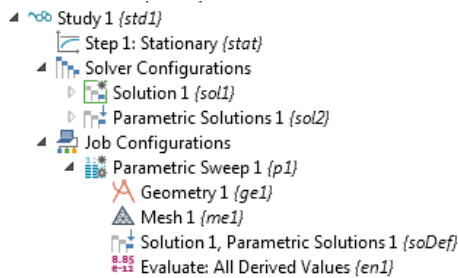 Study 1 {std1}
Step 1: Stationary {stat}
Solver Configurations
Solution 1 {sol1}
Parametric Solutions 1 {sol2}
Job Configurations
Parametric Sweep 1 {p1}
Geometry 1 {ge1}
Mesh 1 {me1}
Solution 1, Parametric Solutions 1 {soDef}
8.85
e-12 Evaluate: All Derived Values {en1}